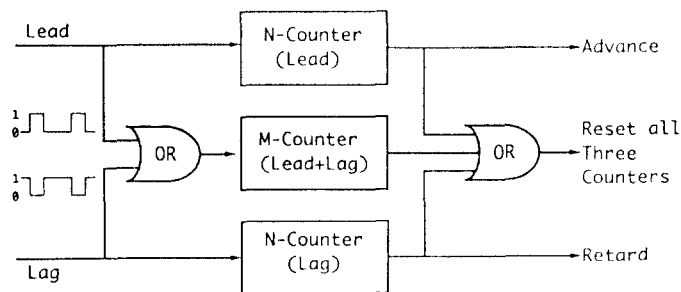 Lead
N-Counter
(Lead)
Advance
1
0
OR
M-Counter
(Lead+Lag)
OR
Reset all
Three
Counters
1
0
N-Counter
(Lag)
Lag
Retard